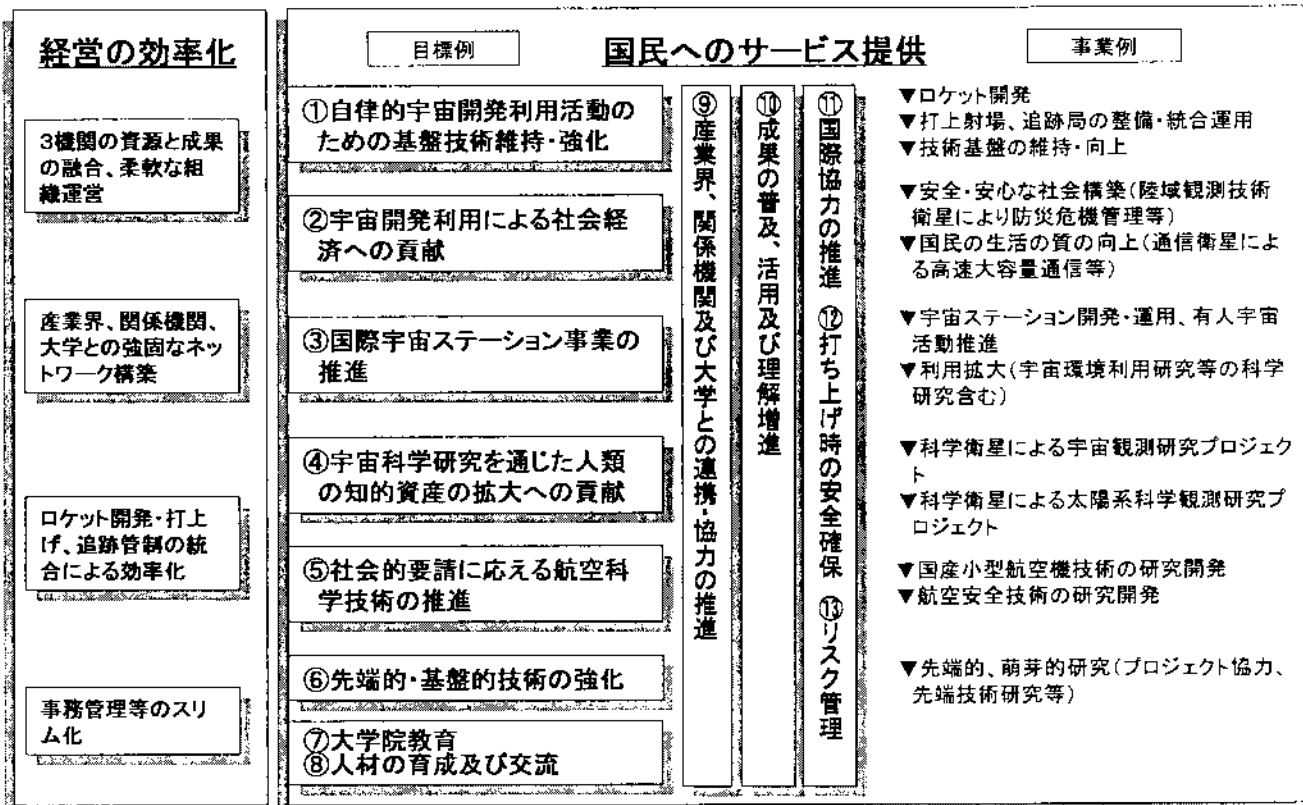 経営の効率化
3機関の資源と成果
の融合、柔軟な組
織運営
産業界、関係機関、
大学との強固なネッ
トワーク構築
ロケット開発・打上
げ、追跡管制の統
合による効率化
事務管理等のスリ
ム化
目標例
国民へのサービス提供
事業例
①自律的宇宙開発利用活動の
ための基盤技術維持・強化
②宇宙開発利用による社会経
済への貢献
③国際宇宙ステーション事業の
推進
④宇宙科学研究を通じた人類
の知的資産の拡大への貢献
⑤社会的要請に応える航空科
学技術の推進
⑥先端的・基盤的技術の強化
⑦大学院教育
⑧人材の育成及び交流
⑨産業界、関係機関及び大学との連携・協力の推進
⑩成果の普及、活用及び理解増進
⑪国際協力の推進 ⑫打ち上げ時の安全確保 ⑬リスク管理
▼ロケット開発
▼打上射場、追跡局の整備・統合運用
▼技術基盤の維持・向上
▼安全・安心な社会構築(陸域観測技術
衛星により防災危機管理等)
▼国民の生活の質の向上(通信衛星によ
る高速大容量通信等)
▼宇宙ステーション開発・運用、有人宇宙
活動推進
▼利用拡大(宇宙環境利用研究等の科学
研究含む)
▼科学衛星による宇宙観測研究プロジェク
ト
▼科学衛星による太陽系科学観測研究プ
ロジェクト
▼国産小型航空機技術の研究開発
▼航空安全技術の研究開発
▼先端的、萌芽的研究(プロジェクト協力、
先端技術研究等)